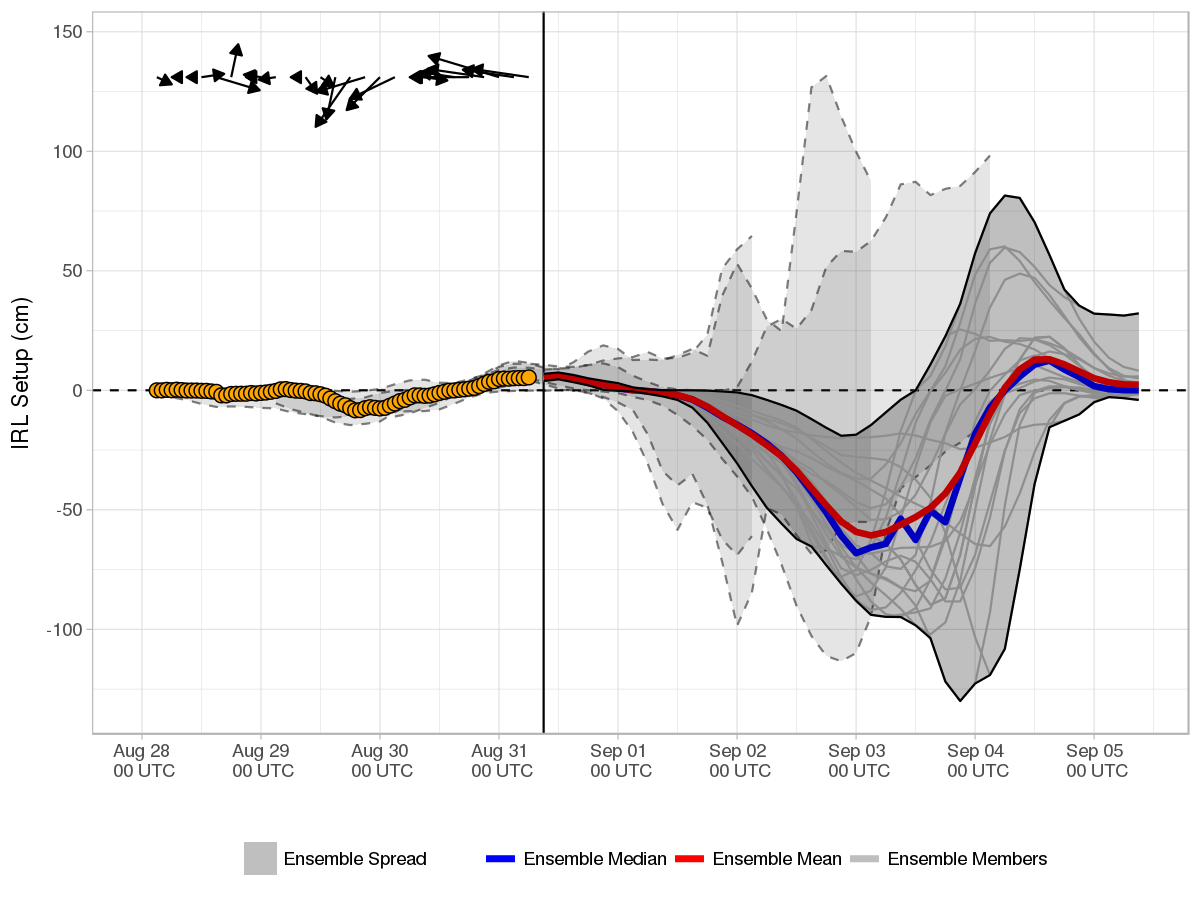 IRL Setup (cm)
150
100
50
0
-50
-100
Aug 28 Aug 29 Aug 30 Aug 31 Sep 01 Sep 02 Sep 03 Sep 04 Sep 05
00 UTC 00 UTC 00 UTC 00 UTC 00 UTC 00 UTC 00 UTC 00 UTC 00 UTC
Ensemble Spread Ensemble Median Ensemble Mean Ensemble Members